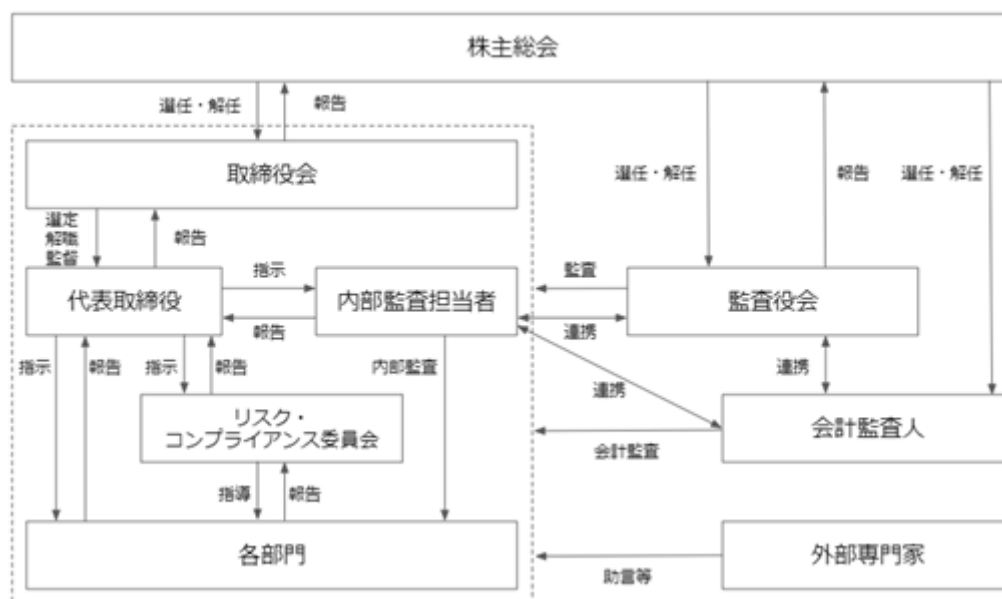 株主総会
選任・解任
報告
取締役会
選任・解任
報告
選任・解任
選定
解職
監督
報告
代表取締役
指示
報告
内部監査担当者
監査
連携
監査役会
指示
報告
指示
報告
内部監査
連携
連携
リスク・
コンプライアンス委員会
会計監査人
会計監査
指導
報告
各部門
外部専門家
助言等